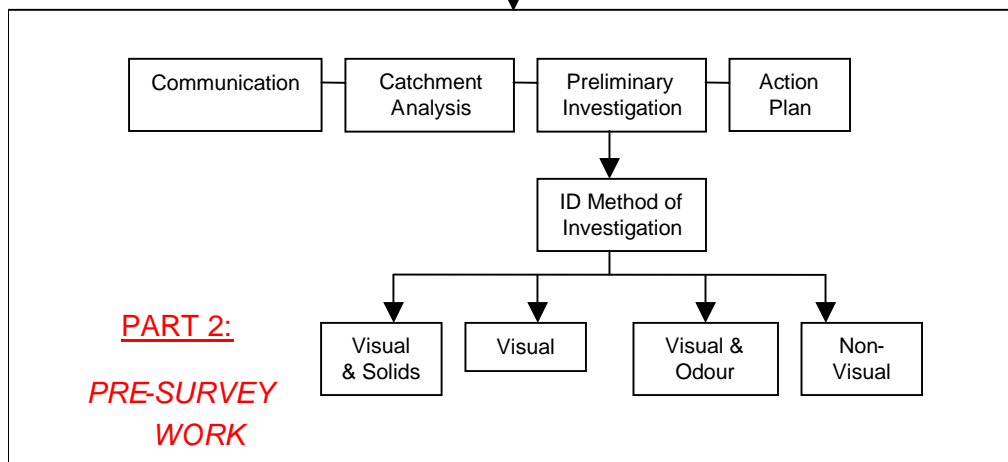 Communication
Catchment
Analysis
Preliminary
Investigation
Action
Plan
ID Method of
Investigation
PART 2:
PRE-SURVEY
WORK
Visual
& Solids
Visual
Visual &
Odour
Non-
Visual